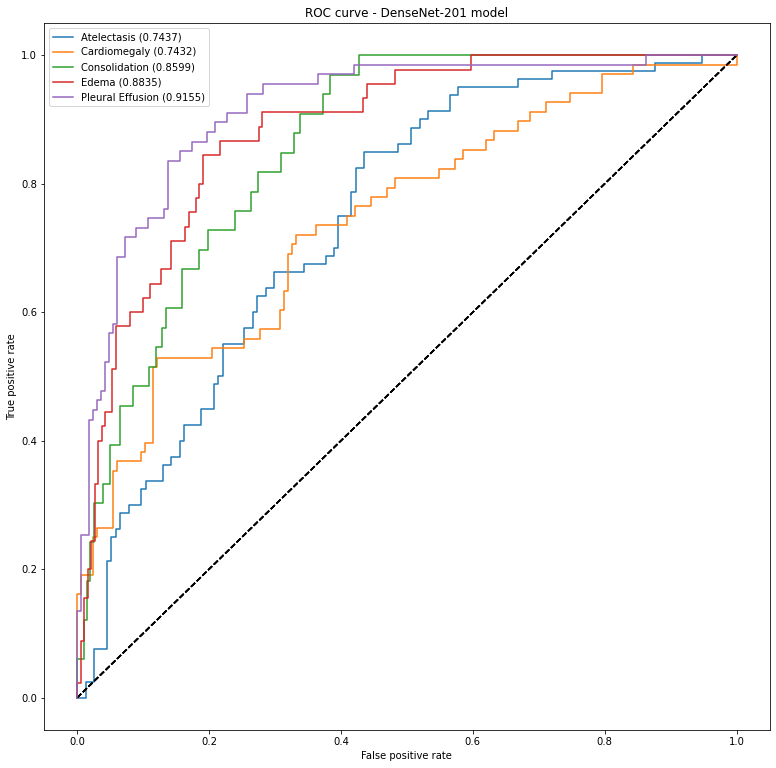 ROC curve - DenseNet-201 model
Atelectasis (0.7437)
Cardiomegaly (0.7432)
Consolidation (0.8599)
Edema (0.8835)
Pleural Effusion (0.9155)
1.0
0.8
0.6
0.4
0.2
0.0
True positive rate
0.0 0.2 0.4 0.6 0.8 1.0
False positive rate